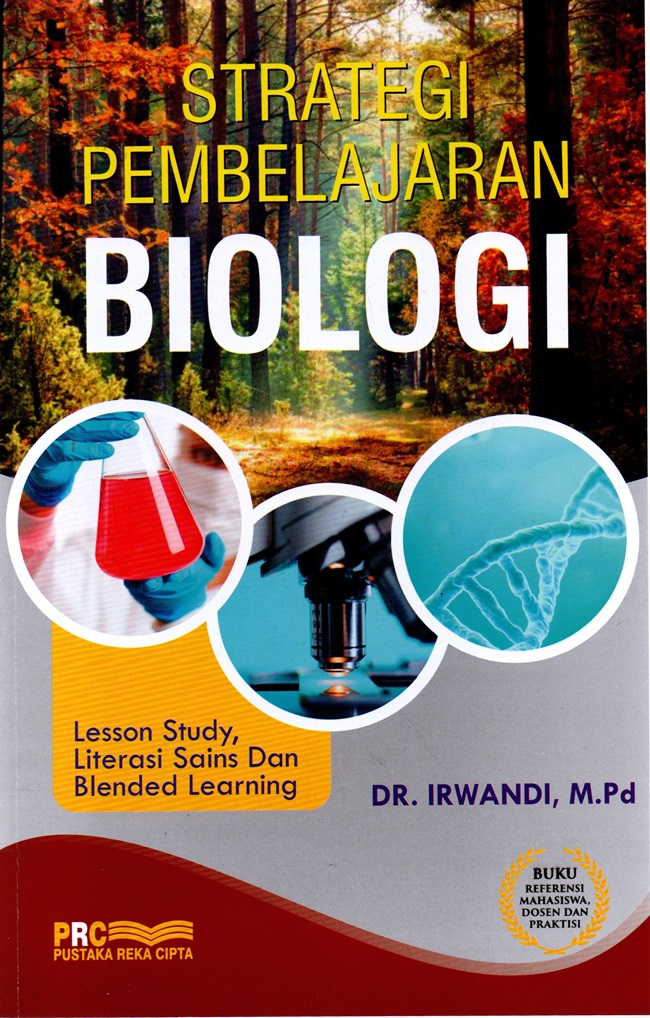 STRATEGI
PEMBELAJARAN
BIOLOGI
Lesson Study,
Literasi Sains Dan
Blended Learning
DR. IRWANDI, M.Pd
BUKU
REFERENSI
MAHASISWA,
DOSEN DAN
PRAKTISI
PRC
PUSTAKA REKA CIPTA